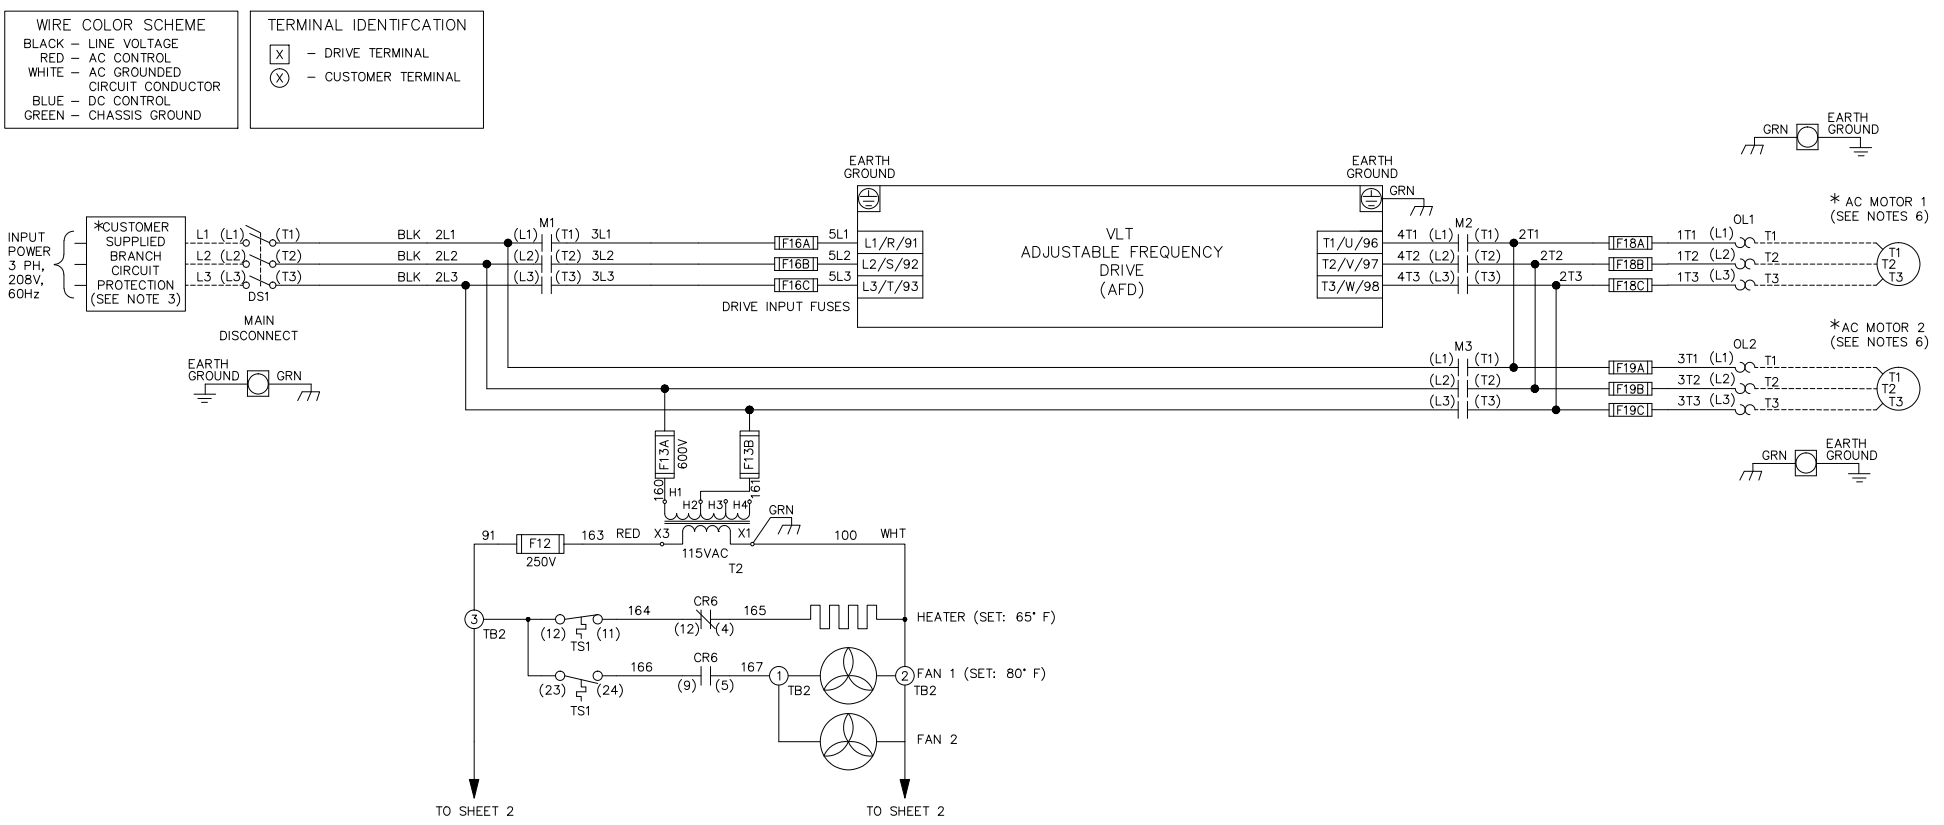 WIRE COLOR SCHEME
BLACK – LINE VOLTAGE
RED – AC CONTROL
WHITE – AC GROUNDED
CIRCUIT CONDUCTOR
BLUE – DC CONTROL
GREEN – CHASSIS GROUND
TERMINAL IDENTIFCATION
X – DRIVE TERMINAL
X – CUSTOMER TERMINAL
GRN
EARTH
GROUND
EARTH
GROUND
EARTH
GROUND
GRN
INPUT
POWER
3 PH,
208V,
60Hz
*CUSTOMER
SUPPLIED
BRANCH
CIRCUIT
PROTECTION
(SEE NOTE 3)
L1 (L1) (T1) BLK 2L1 (L1) M1 (T1) 3L1 F16A 5L1 L1/R/91
L2 (L2) (T2) BLK 2L2 (L2) (T2) 3L2 F16B 5L2 L2/S/92
L3 (L3) (T3) BLK 2L3 (L3) (T3) 3L3 F16C 5L3 L3/T/93
DS1
MAIN
DISCONNECT
DRIVE INPUT FUSES
VLT
ADJUSTABLE FREQUENCY
DRIVE
(AFD)
T1/U/96 4T1 (L1) M2 (T1) 2T1 F18A 1T1 (L1) OL1 T1
T2/V/97 4T2 (L2) (T2) 2T2 F18B 1T2 (L2) T2
T3/W/98 4T3 (L3) (T3) 2T3 F18C 1T3 (L3) T3
* AC MOTOR 1
(SEE NOTES 6)
T1
T2
T3
EARTH
GROUND
GRN
M3
(L1) (T1) F19A 3T1 (L1) OL2 T1
(L2) (T2) F19B 3T2 (L2) T2
(L3) (T3) F19C 3T3 (L3) T3
* AC MOTOR 2
(SEE NOTES 6)
T1
T2
T3
GRN
EARTH
GROUND
F13A
600V
F13B
160
161
H1
H2 H3 H4
GRN
91 F12 163 RED X3 X1 100 WHT
250V
115VAC
T2
3
TB2
164 CR6 165
(12) (11) (12) (4)
TS1
HEATER (SET: 65° F)
166 CR6 167
(23) (24) (9) (5)
TS1
1
TB2
2
TB2
FAN 1 (SET: 80° F)
FAN 2
TO SHEET 2
TO SHEET 2